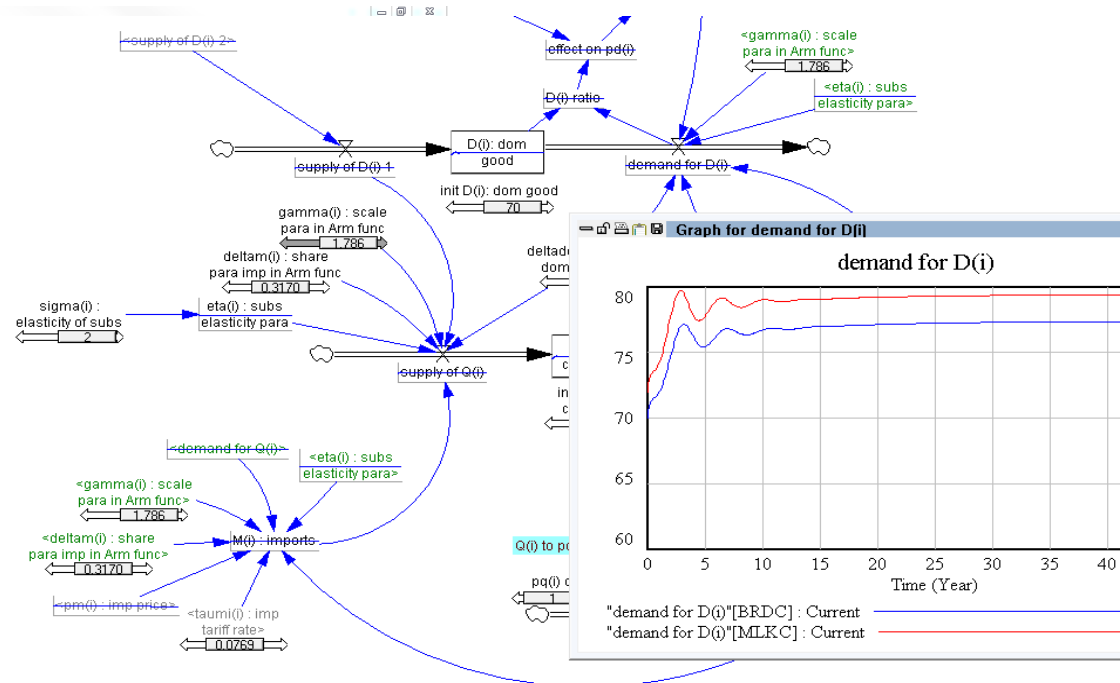 <supply of D(i) 2>
effect on pd(i)
<gamma(i) : scale
para in Arm func>
1.786
<eta(i) : subs
elasticity para>
D(i) ratio
D(i): dom
good
supply of D(i) 1
demand for D(i)
init D(i): dom good
70
gamma(i) : scale
para in Arm func
1.786
deltam(i) : share
para imp in Arm func
0.3170
sigma(i) :
elasticity of subs
2
eta(i) : subs
elasticity para
supply of Q(i)
<demand for Q(i)>
<eta(i) : subs
elasticity para>
<gamma(i) : scale
para in Arm func>
1.786
<deltam(i) : share
para imp in Arm func>
0.3170
M(i) : imports
<pm(i) : imp price>
<taumi(i) : imp
tariff rate>
0.0769
dom
Q(i) to
pq(i)
1
Graph for demand for D(i)
demand for D(i)
80
75
70
65
60
0 5 10 15 20 25 30 35 40
Time (Year)
"demand for D(i)"[BRDC] : Current
"demand for D(i)"[MLKC] : Current